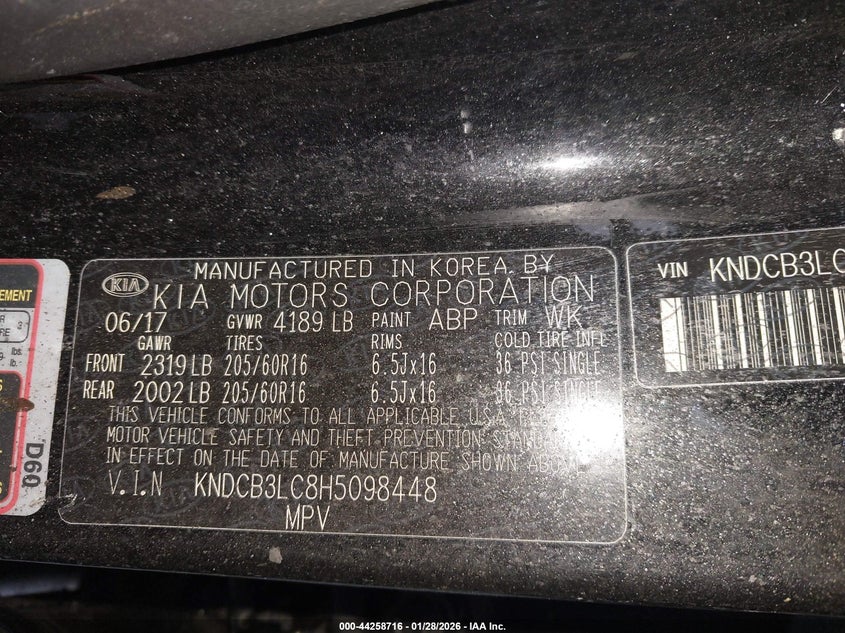 MANUFACTURED IN KOREA BY
KIA
KIA MOTORS CORPORATION
06/17 GVWR 4189 LB PAINT ABP TRIM WK
GAWR TIRES RIMS COLD TIRE INFL
FRONT 2319 LB 205/60R16 6.5Jx16 36 PSI SINGLE
REAR 2002 LB 205/60R16 6.5Jx16 36 PSI SINGLE
THIS VEHICLE CONFORMS TO ALL APPLICABLE U.S.A.
MOTOR VEHICLE SAFETY AND THEFT PREVENTION
IN EFFECT ON THE DATE OF MANUFACTURE SHOWN
V.I.N KNDCB3LC8H5098448
MPV
VIN KNDCB3LC
EMENT
D60
000-44258716 - 01/28/2026 - IAA Inc.